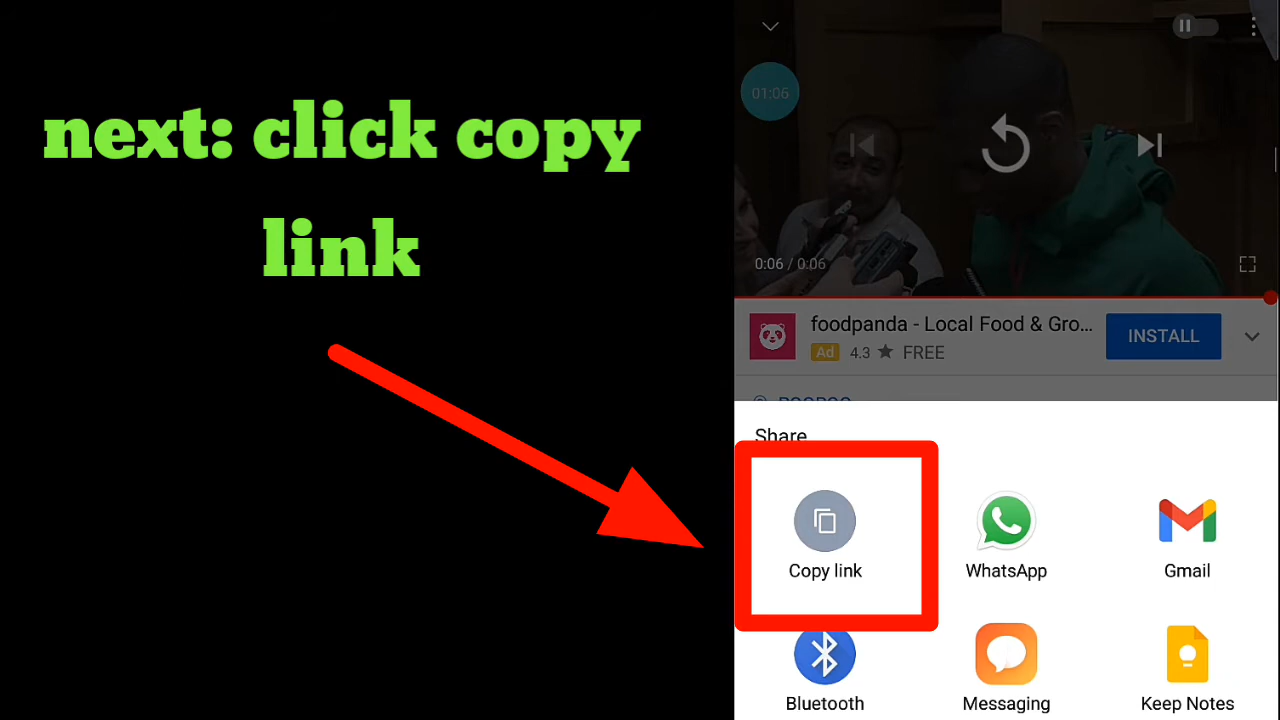 next: click copy
link
01:06
0:06 / 0:06
foodpanda - Local Food & Gro...
Ad 4.3 ★ FREE
INSTALL
Share
Copy link
WhatsApp
Gmail
Bluetooth
Messaging
Keep Notes